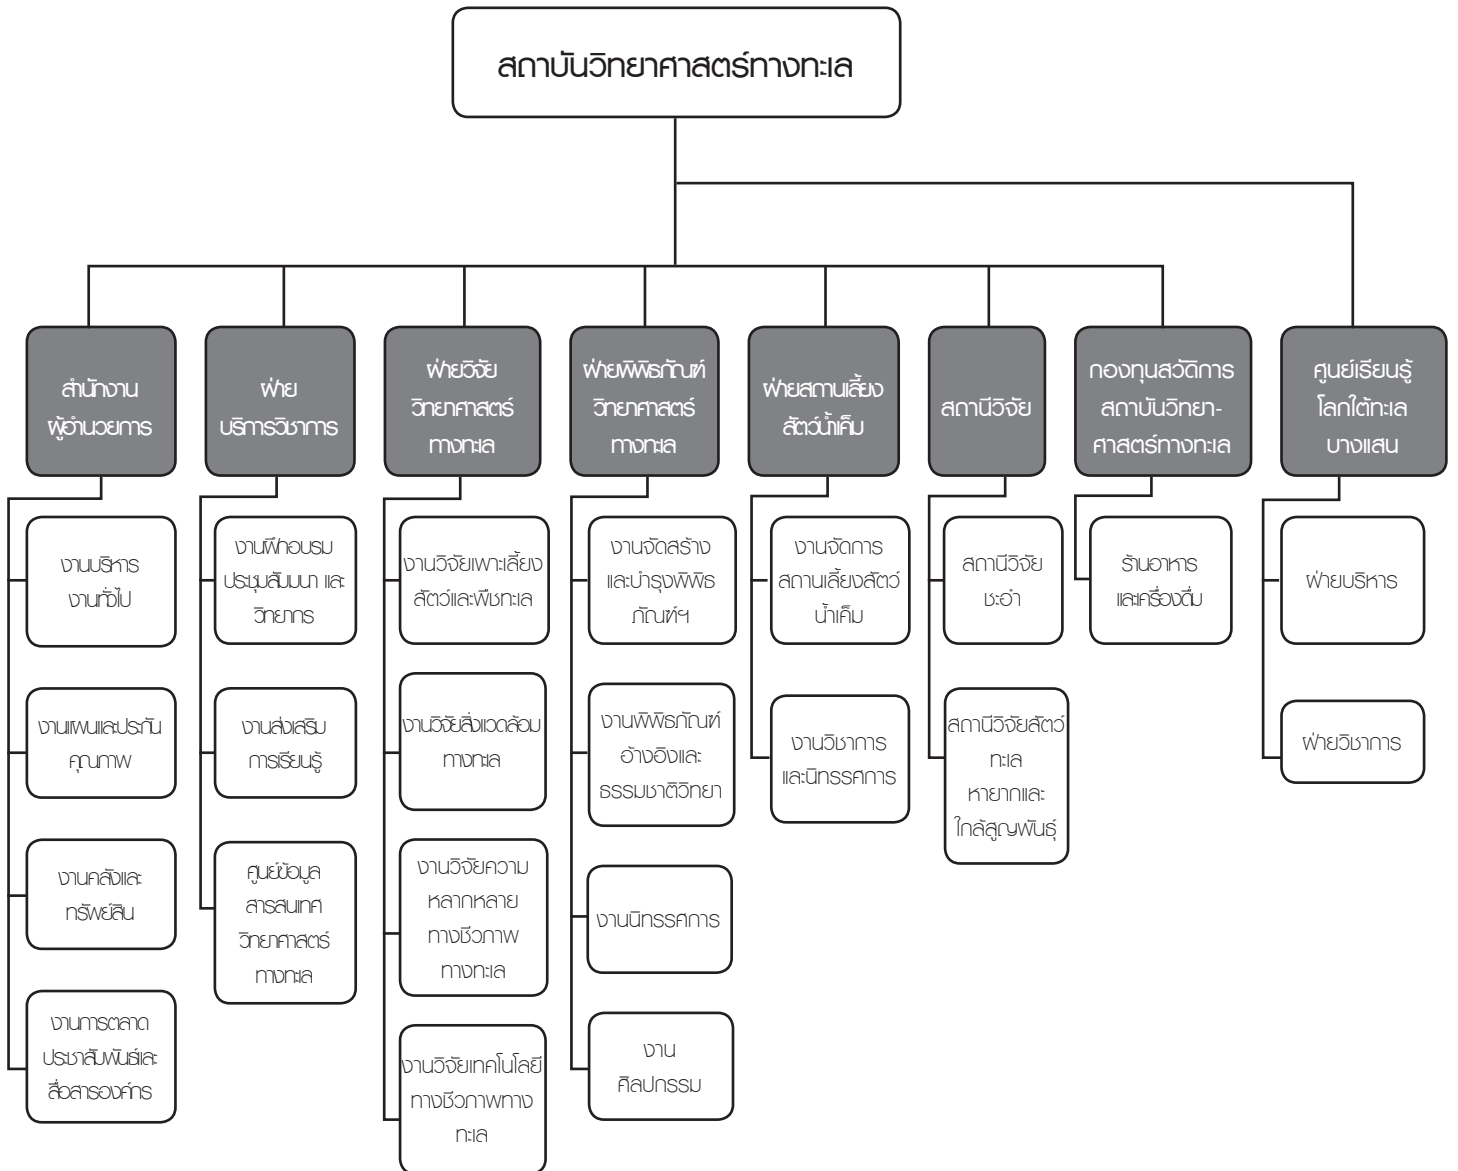 สถาบันวิทยาศาสตร์ทางทะเล
สำนักงาน
ผู้อำนวยการ
ฝ่าย
บริการวิชาการ
ฝ่ายวิจัย
วิทยาศาสตร์
ทางทะเล
ฝ่ายพิพิธภัณฑ์
วิทยาศาสตร์
ทางทะเล
ฝ่ายสถานเลี้ยง
สัตว์น้ำเค็ม
สถานีวิจัย
กองทุนสวัดิการ
สถาบันวิทยา-
ศาสตร์ทางทะเล
ศูนย์เรียนรู้
โลกใต้ทะเล
บางแสน
งานบริหาร
งานทั่วไป
งานแผนและประกัน
คุณภาพ
งานคลังและ
ทรัพย์สิน
งานการตลาด
ประชาสัมพันธ์และ
สื่อสารองค์กร
งานฝึกอบรม
ประชุมสัมมนา และ
วิทยากร
งานส่งเสริม
การเรียนรู้
ศูนย์ข้อมูล
สารสนเทศ
วิทยาศาสตร์
ทางทะเล
งานวิจัยเพาะเลี้ยง
สัตว์และพืชทะเล
งานวิจัยสิ่งแวดล้อม
ทางทะเล
งานวิจัยความ
หลากหลาย
ทางชีวภาพ
ทางทะเล
งานวิจัยเทคโนโลยี
ทางชีวภาพทาง
ทะเล
งานจัดสร้าง
และบำรุงพิพิธ
ภัณฑ์ฯ
งานพิพิธภัณฑ์
อ้างอิงและ
ธรรมชาติวิทยา
งานนิทรรศการ
งาน
ศิลปกรรม
งานจัดการ
สถานเลี้ยงสัตว์
น้ำเค็ม
งานวิชาการ
และนิทรรศการ
สถานีวิจัย
ชะอำ
สถานีวิจัยสัตว์
ทะเล
หายากและ
ใกล้สูญพันธุ์
ร้านอาหาร
และเครื่องดื่ม
ฝ่ายบริหาร
ฝ่ายวิชาการ